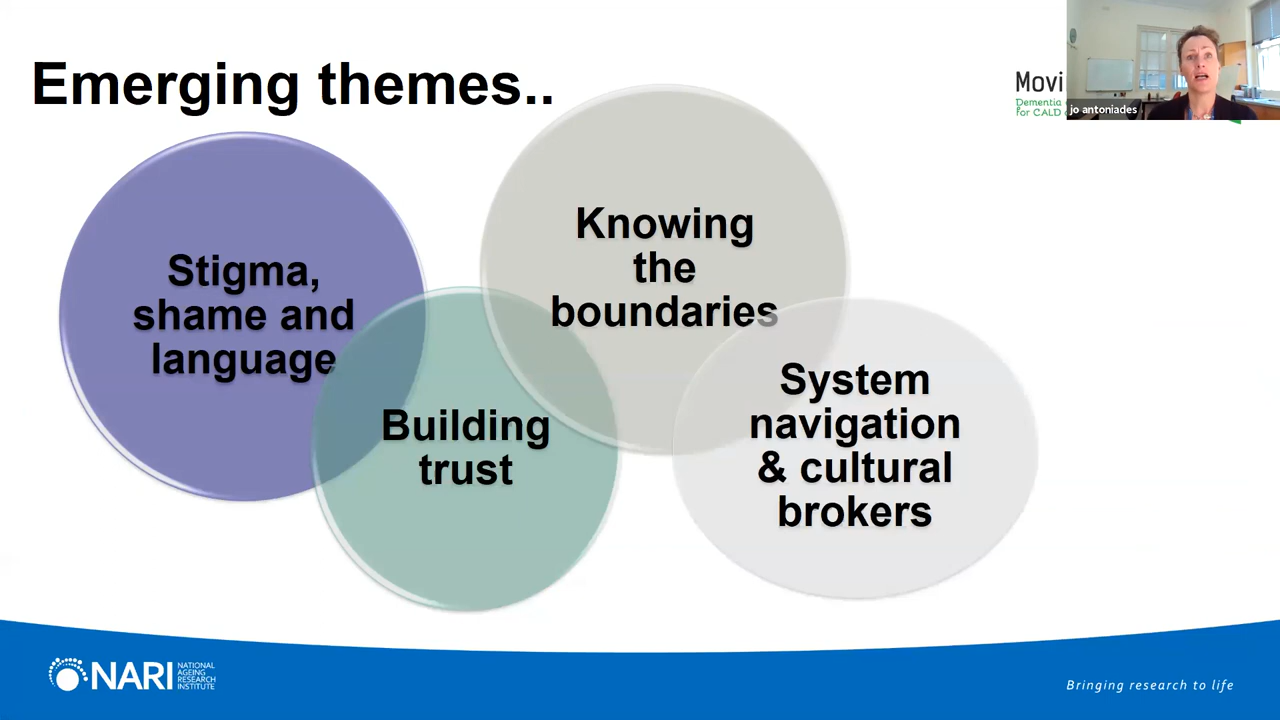 Emerging themes..
Movi
Dementia
for CALD
jo antoniades
Stigma,
shame and
language
Knowing
the
boundaries
Building
trust
System
navigation
& cultural
brokers
NARI
NATIONAL
AGEING
RESEARCH
INSTITUTE
Bringing research to life